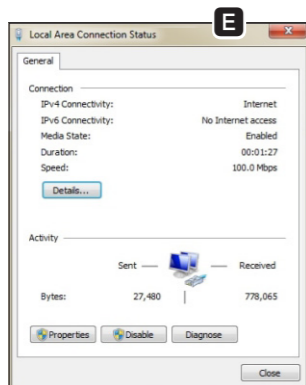 E
Local Area Connection Status
General
Connection
IPv4 Connectivity: Internet
IPv6 Connectivity: No Internet access
Media State: Enabled
Duration: 00:01:27
Speed: 100.0 Mbps
Details...
Activity
Sent Received
Bytes: 27,480 778,065
Properties Disable Diagnose
Close